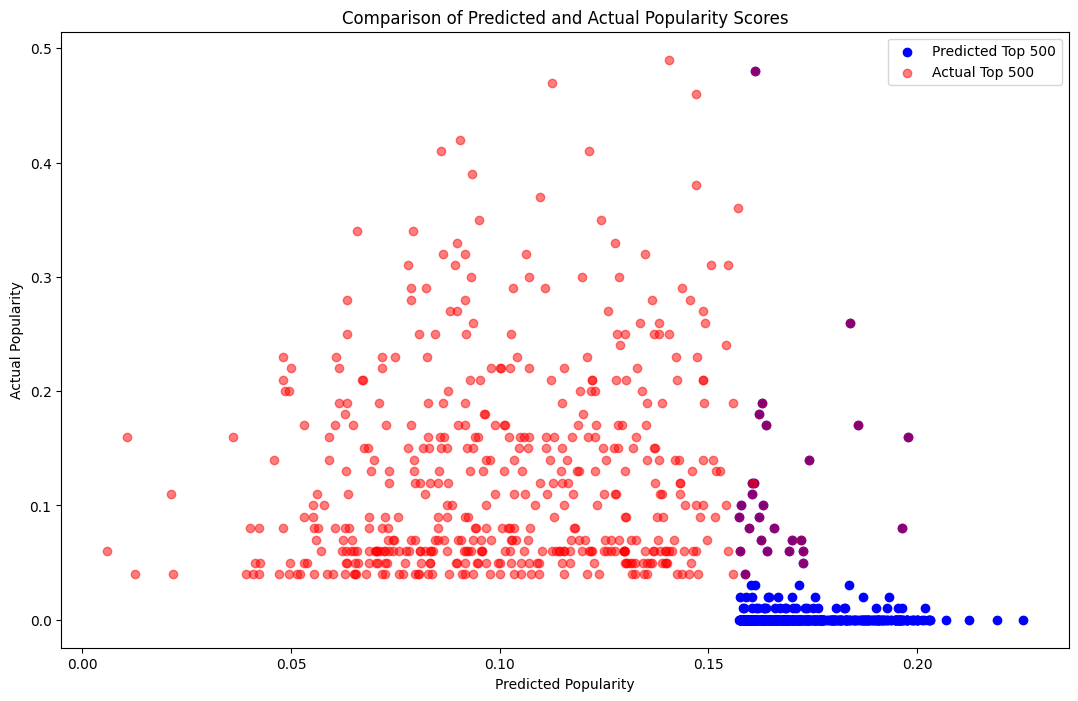 Comparison of Predicted and Actual Popularity Scores
Predicted Top 500
Actual Top 500
Actual Popularity
0.5
0.4
0.3
0.2
0.1
0.0
0.00 0.05 0.10 0.15 0.20
Predicted Popularity